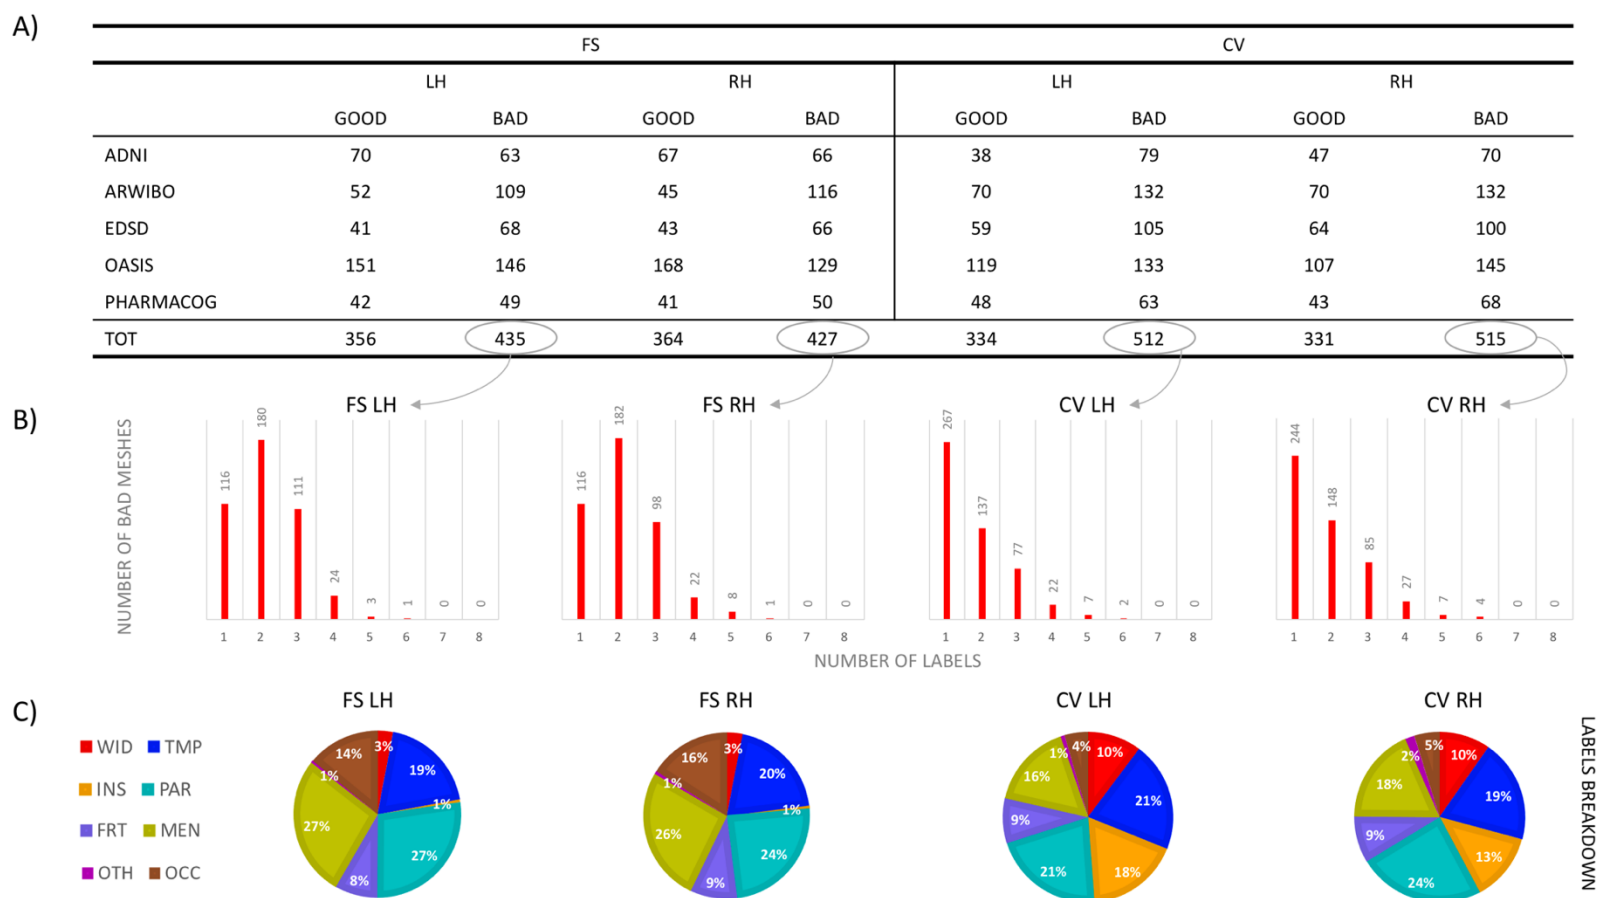 A)
FS CV
LH RH LH RH
GOOD BAD GOOD BAD GOOD BAD GOOD BAD
ADNI 70 63 67 66 38 79 47 70
ARWIBO 52 109 45 116 70 132 70 132
EDSD 41 68 43 66 59 105 64 100
OASIS 151 146 168 129 119 133 107 145
PHARMACOG 42 49 41 50 48 63 43 68
TOT 356 435 364 427 334 512 331 515
B)
NUMBER OF BAD MESHES
FS LH
116 180 111 24 3 1 0 0
1 2 3 4 5 6 7 8
FS RH
116 182 98 22 8 1 0 0
1 2 3 4 5 6 7 8
CV LH
267 137 77 22 7 2 0 0
1 2 3 4 5 6 7 8
CV RH
244 148 85 27 7 4 0 0
1 2 3 4 5 6 7 8
NUMBER OF LABELS
C)
WID TMP
INS PAR
FRT MEN
OTH OCC
FS LH
3% 19% 1% 27% 8% 27% 1% 14%
FS RH
3% 20% 1% 24% 9% 26% 1% 16%
CV LH
10% 21% 18% 21% 9% 16% 1% 4%
CV RH
10% 19% 13% 24% 9% 18% 2% 5%
LABELS BREAKDOWN